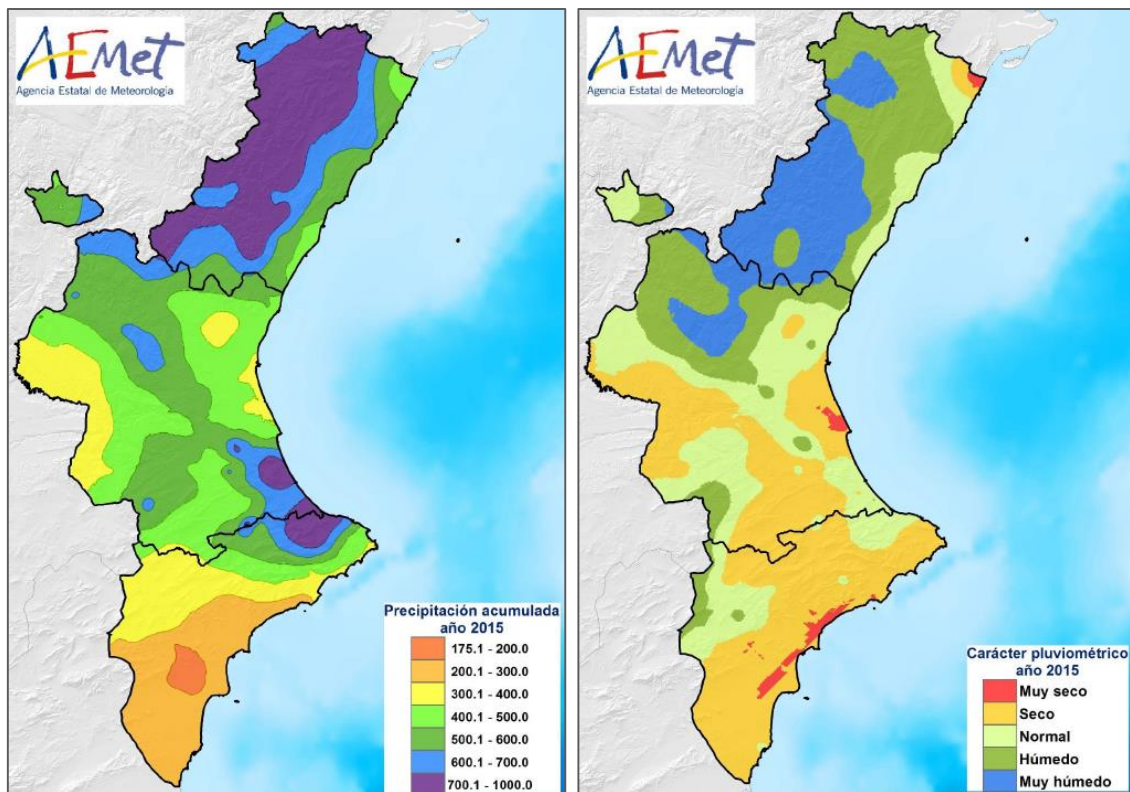 AEMet
Agencia Estatal de Meteorología
Precipitación acumulada
año 2015
175.1 - 200.0
200.1 - 300.0
300.1 - 400.0
400.1 - 500.0
500.1 - 600.0
600.1 - 700.0
700.1 - 1000.0
AEMet
Agencia Estatal de Meteorología
Carácter pluviométrico
año 2015
Muy seco
Seco
Normal
Húmedo
Muy húmedo